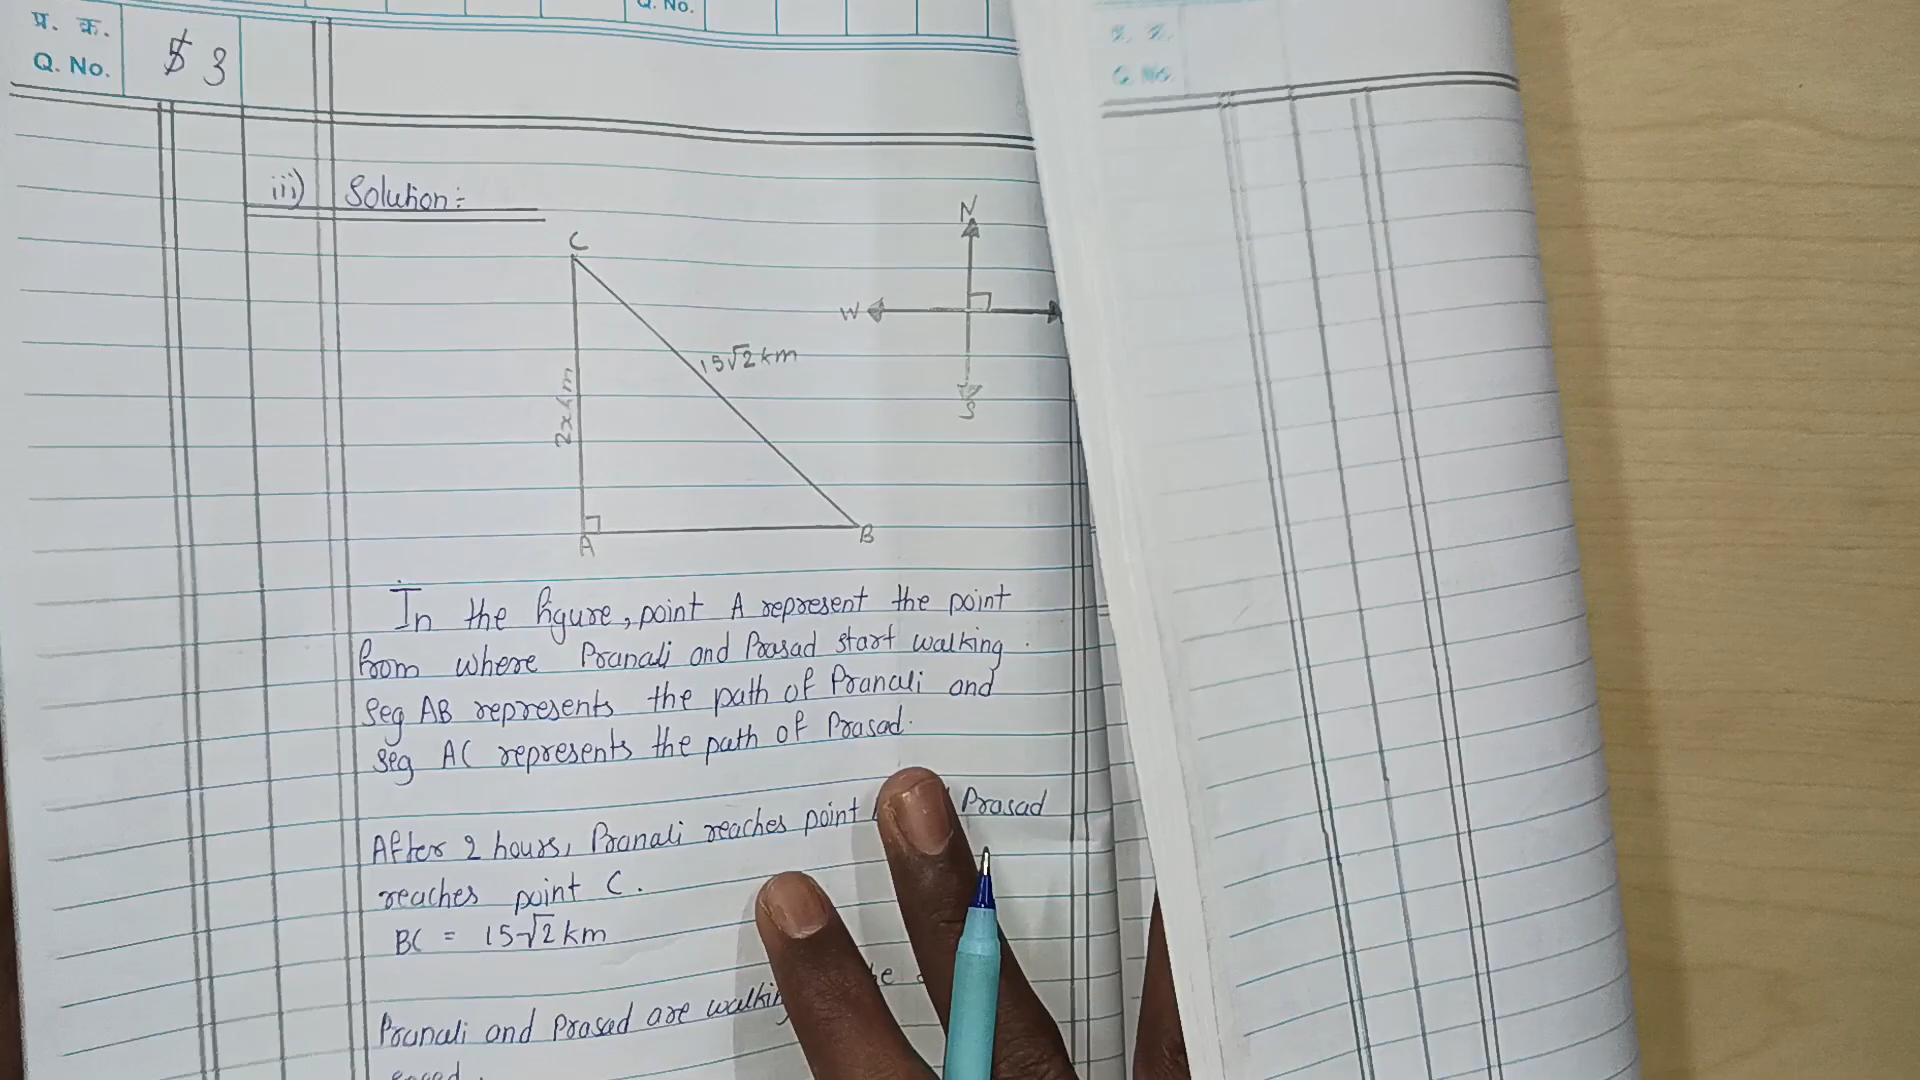 Q. No.
प्र. क्र.
Q. No. 3
iii) Solution:-
N
C
W
15√2 km
S
2x km
A B
In the figure, point A represent the point
from where Pranali and Prasad start walking.
seg AB represents the path of Pranali and
seg AC represents the path of Prasad.
After 2 hours, Pranali reaches point Prasad
reaches point C.
BC = 15√2 km
Pranali and Prasad are